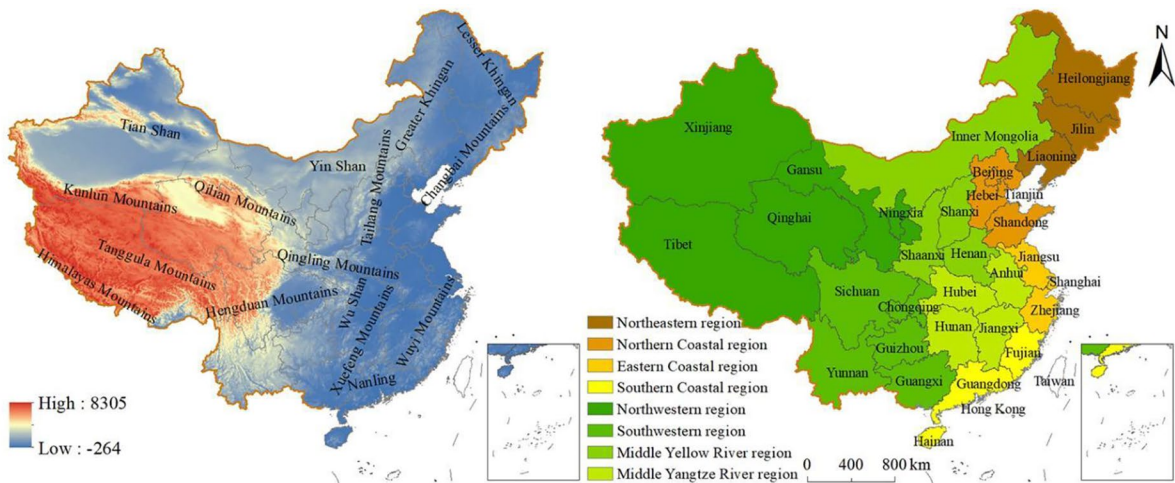 Lesser Khingan
Greater Khingan
Tian Shan
Yin Shan
Changbai Mountains
Taihang Mountains
Kunlun Mountains
Qilian Mountains
Tanggula Mountains
Qingling Mountains
Himalayas Mountains
Hengduan Mountains
Wu Shan
Xuefeng Mountains
Wuyi Mountains
Nanling
High : 8305
Low : -264
N
Heilongjiang
Jilin
Liaoning
Xinjiang
Inner Mongolia
Gansu
Beijing
Tianjin
Hebei
Qinghai
Ningxia
Shanxi
Shandong
Tibet
Shaanxi
Henan
Jiangsu
Anhui
Shanghai
Sichuan
Hubei
Chongqing
Zhejiang
Hunan
Jiangxi
Guizhou
Fujian
Yunnan
Guangxi
Guangdong
Taiwan
Hong Kong
Hainan
Northeastern region
Northern Coastal region
Eastern Coastal region
Southern Coastal region
Northwestern region
Southwestern region
Middle Yellow River region
Middle Yangtze River region
0 400 800 km